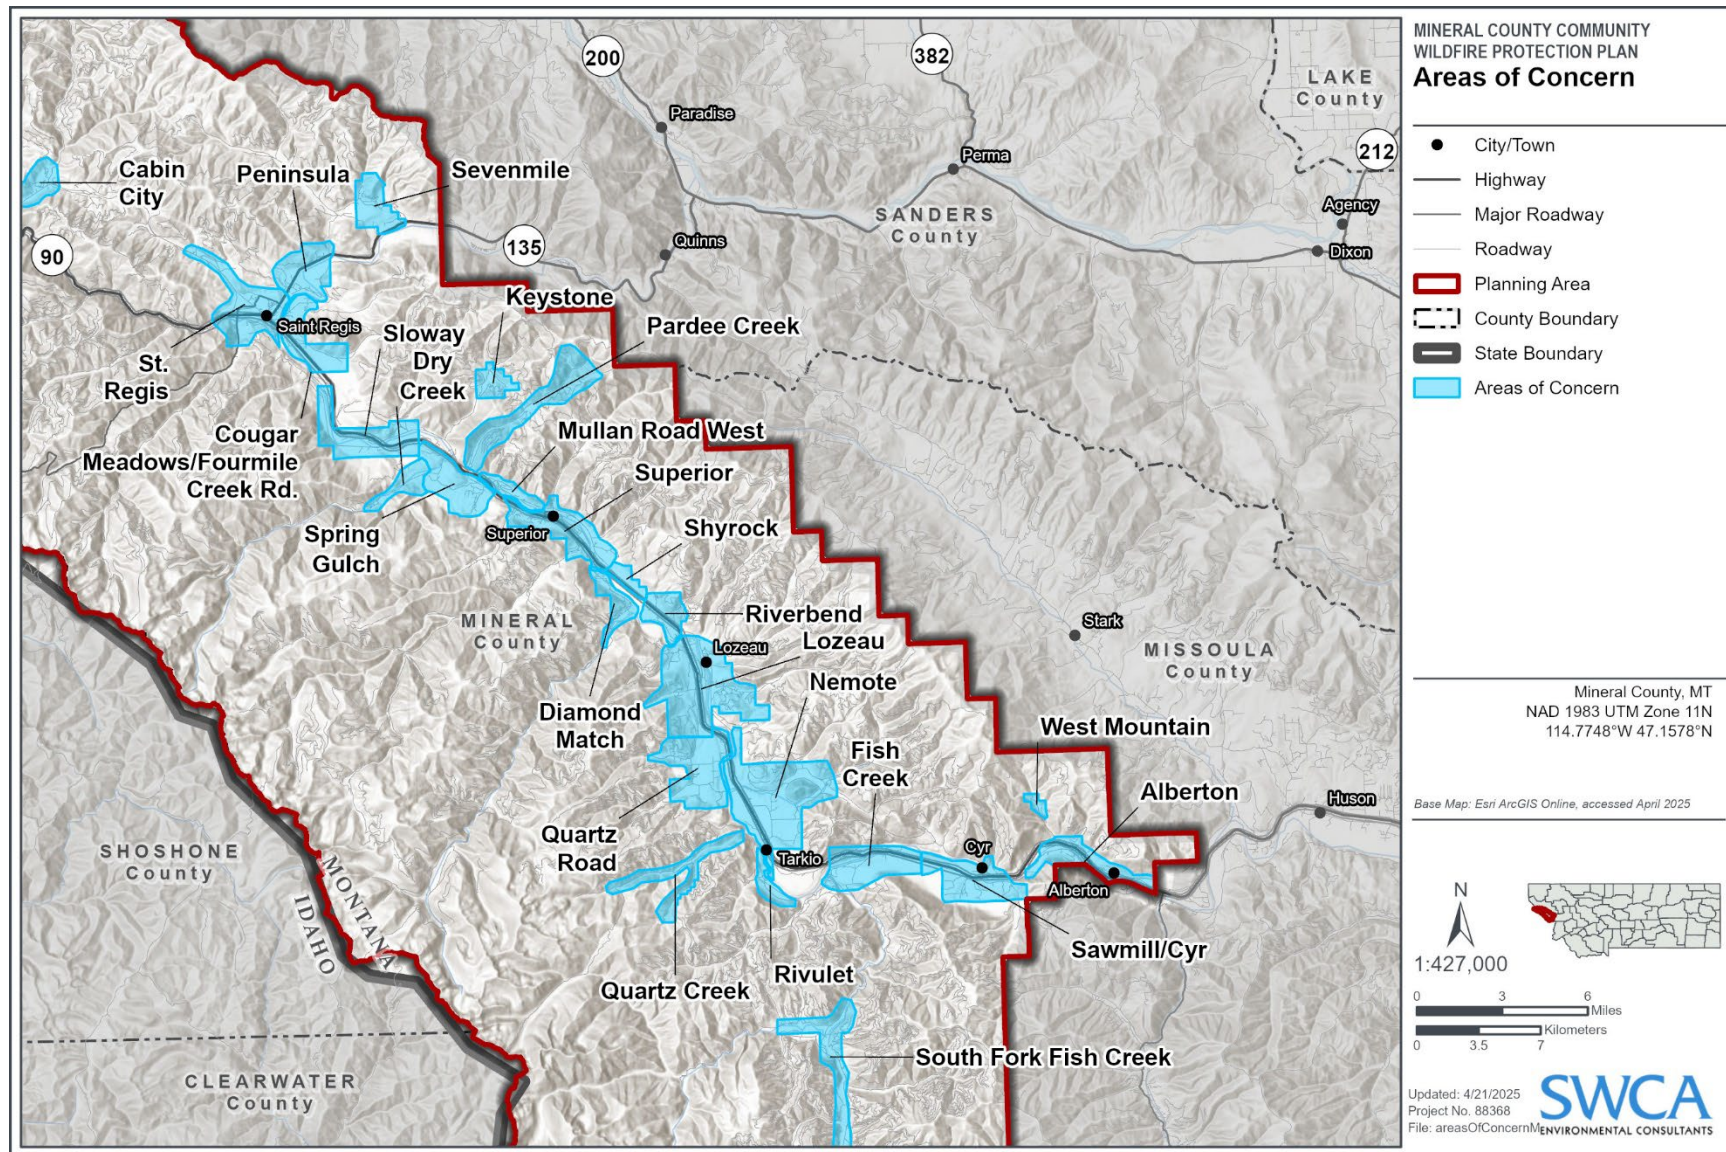 MINERAL COUNTY COMMUNITY
WILDFIRE PROTECTION PLAN
Areas of Concern
City/Town
Highway
Major Roadway
Roadway
Planning Area
County Boundary
State Boundary
Areas of Concern
Mineral County, MT
NAD 1983 UTM Zone 11N
114.7748°W 47.1578°N
Base Map: Esri ArcGIS Online, accessed April 2025
N
1:427,000
0 3 6
Miles
Kilometers
0 3.5 7
Updated: 4/21/2025
Project No. 88368
File: areasOfConcernM
SWCA
ENVIRONMENTAL CONSULTANTS
200
382
LAKE
County
212
Paradise
Perma
Cabin
City
Peninsula
Sevenmile
SANDERS
County
Agency
Dixon
90
135
Quinns
Keystone
Saint Regis
Sloway
Dry
Creek
Pardee Creek
St.
Regis
Cougar
Meadows/Fourmile
Creek Rd.
Mullan Road West
Superior
Spring
Gulch
Superior
Shyrock
MINERAL
County
Riverbend
Lozeau
Lozeau
Stark
MISSOULA
County
Nemote
Diamond
Match
West Mountain
Fish
Creek
Alberton
Huson
Quartz
Road
Tarkio
Cyr
Alberton
SHOSHONE
County
MONTANA
IDAHO
Sawmill/Cyr
Rivulet
Quartz Creek
South Fork Fish Creek
CLEARWATER
County